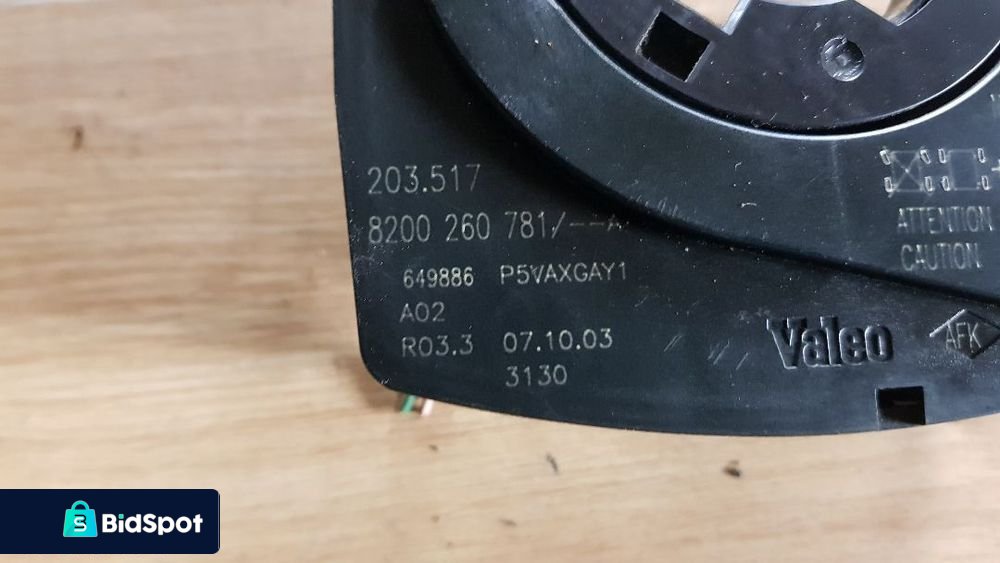 203.517
8200 260 781/--A
649886 P5VAXGAY1
A02
R03.3 07.10.03
3130
ATTENTION
CAUTION
Valeo
AFK
BidSpot